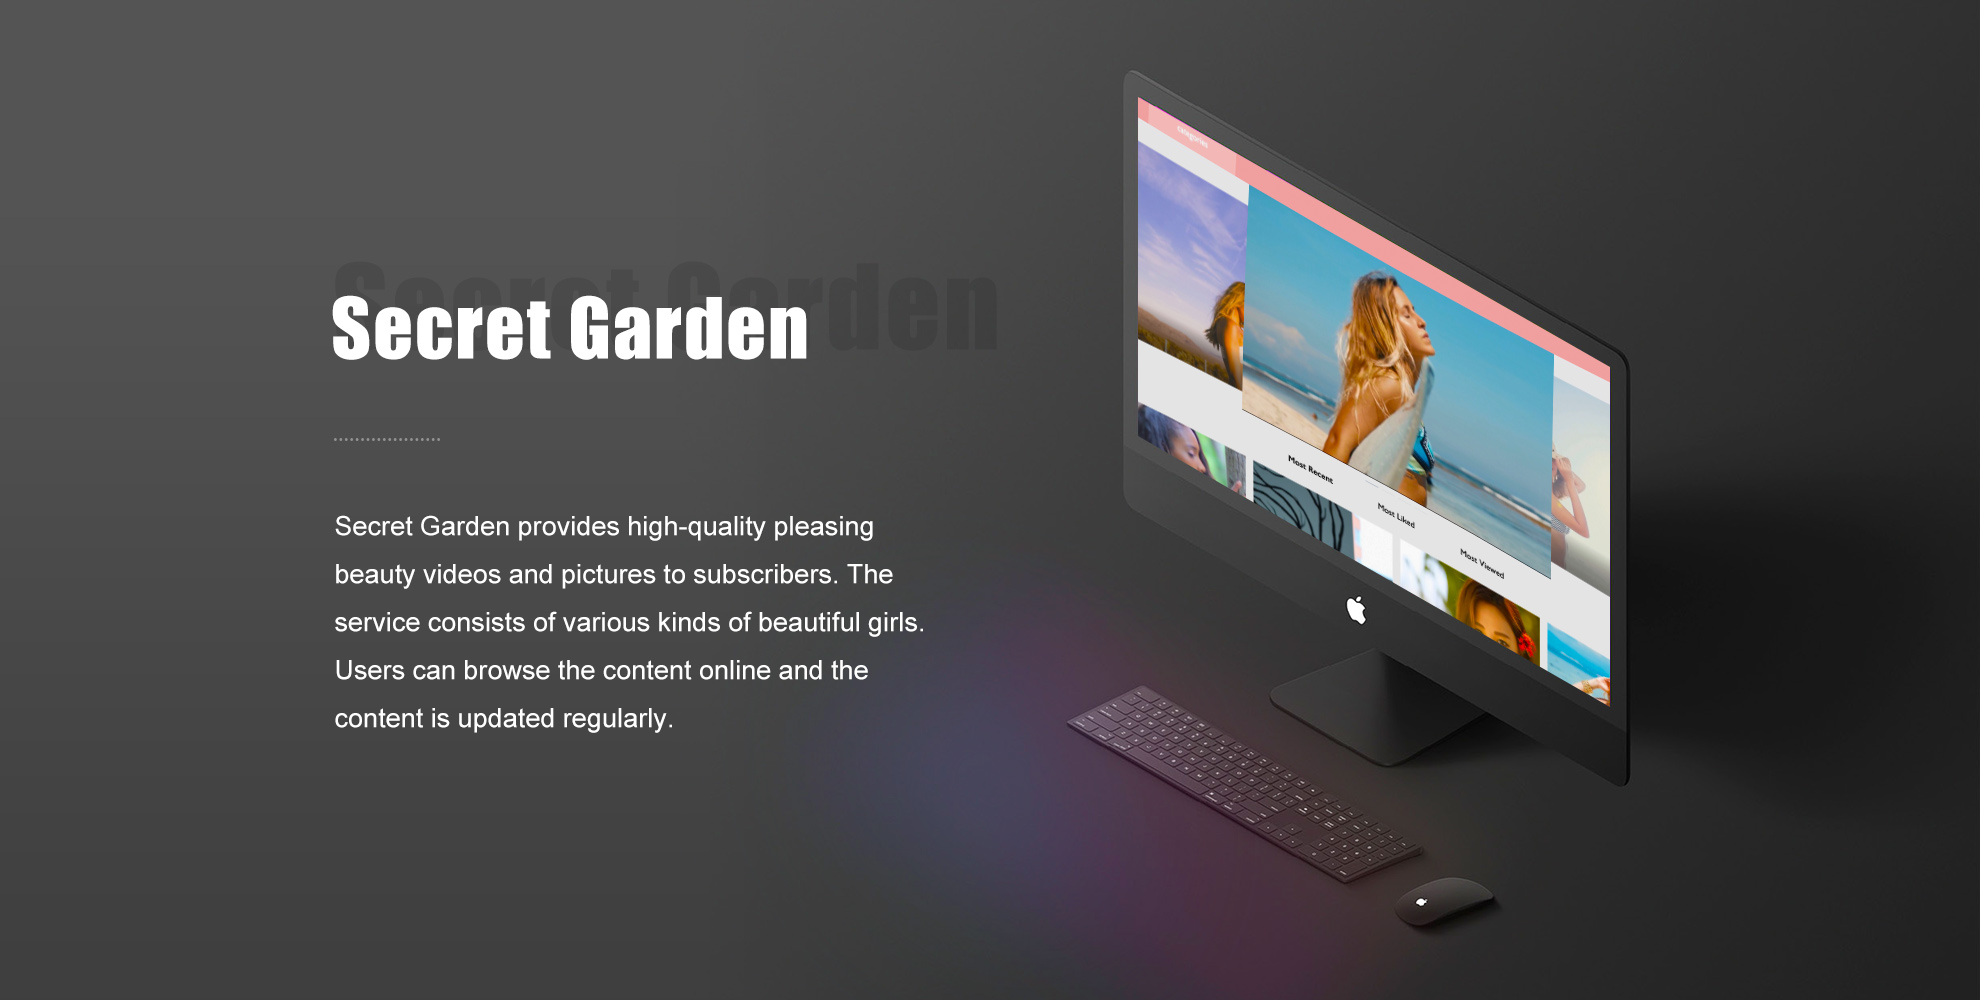 Secret Garden
Secret Garden
Secret Garden provides high-quality pleasing
beauty videos and pictures to subscribers. The
service consists of various kinds of beautiful girls.
Users can browse the content online and the
content is updated regularly.
categories
Most Recent
Most Liked
Most Viewed